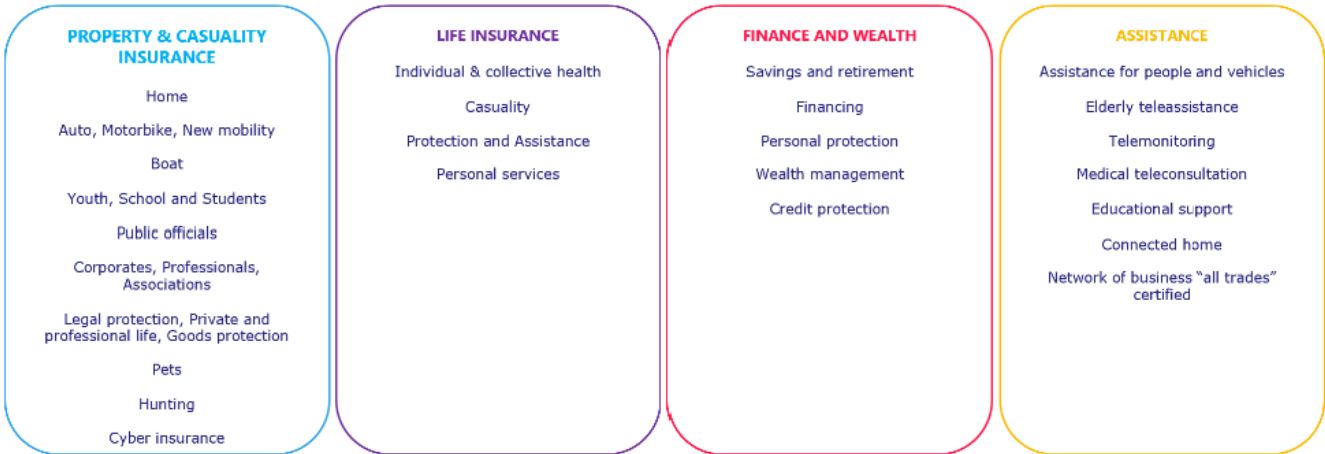 PROPERTY & CASUALITY
INSURANCE
Home
Auto, Motorbike, New mobility
Boat
Youth, School and Students
Public officials
Corporates, Professionals,
Associations
Legal protection, Private and
professional life, Goods protection
Pets
Hunting
Cyber insurance
LIFE INSURANCE
Individual & collective health
Casuality
Protection and Assistance
Personal services
FINANCE AND WEALTH
Savings and retirement
Financing
Personal protection
Wealth management
Credit protection
ASSISTANCE
Assistance for people and vehicles
Elderly teleassistance
Telemonitoring
Medical teleconsultation
Educational support
Connected home
Network of business “all trades”
certified